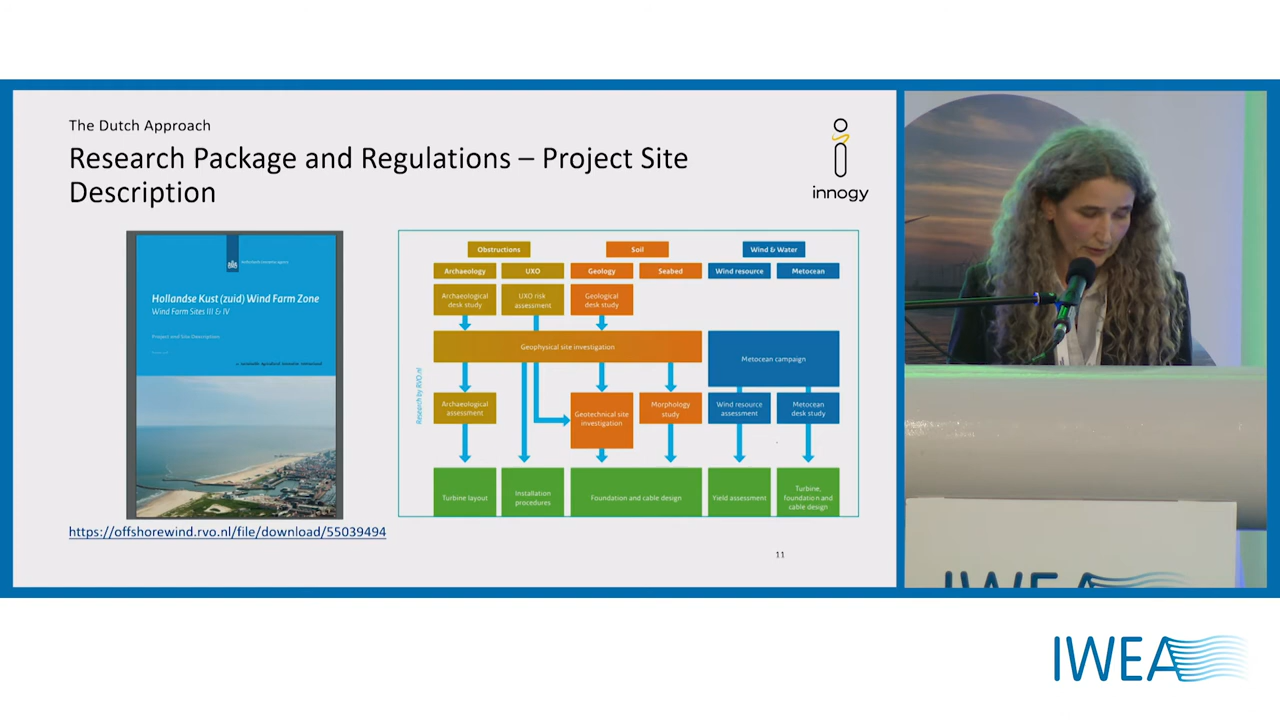 The Dutch Approach
Research Package and Regulations – Project Site
Description
innogy
Hollandse Kust (zuid) Wind Farm Zone
Wind Farm Sites III & IV
Project and Site Description
https://offshorewind.rvo.nl/file/download/55039494
Obstructions
Soil
Wind & Water
Archaeology
UXO
Geology
Seabed
Wind resource
Metocean
Archaeological
desk study
UXO risk
assessment
Geological
desk study
Geophysical site investigation
Metocean campaign
Research by RVO.nl
Archaeological
assessment
Geotechnical site
investigation
Morphology
study
Wind resource
assessment
Metocean
desk study
Turbine layout
Installation
procedures
Foundation and cable design
Yield assessment
Turbine,
foundation and
cable design
11
IWEA
IWEA